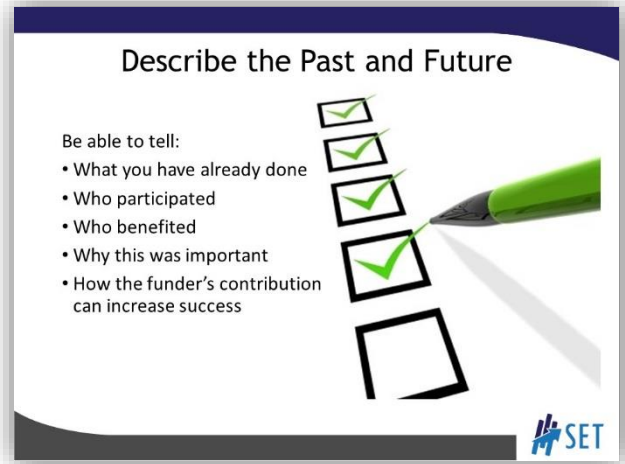 Describe the Past and Future
Be able to tell:
• What you have already done
• Who participated
• Who benefited
• Why this was important
• How the funder’s contribution
can increase success
SET